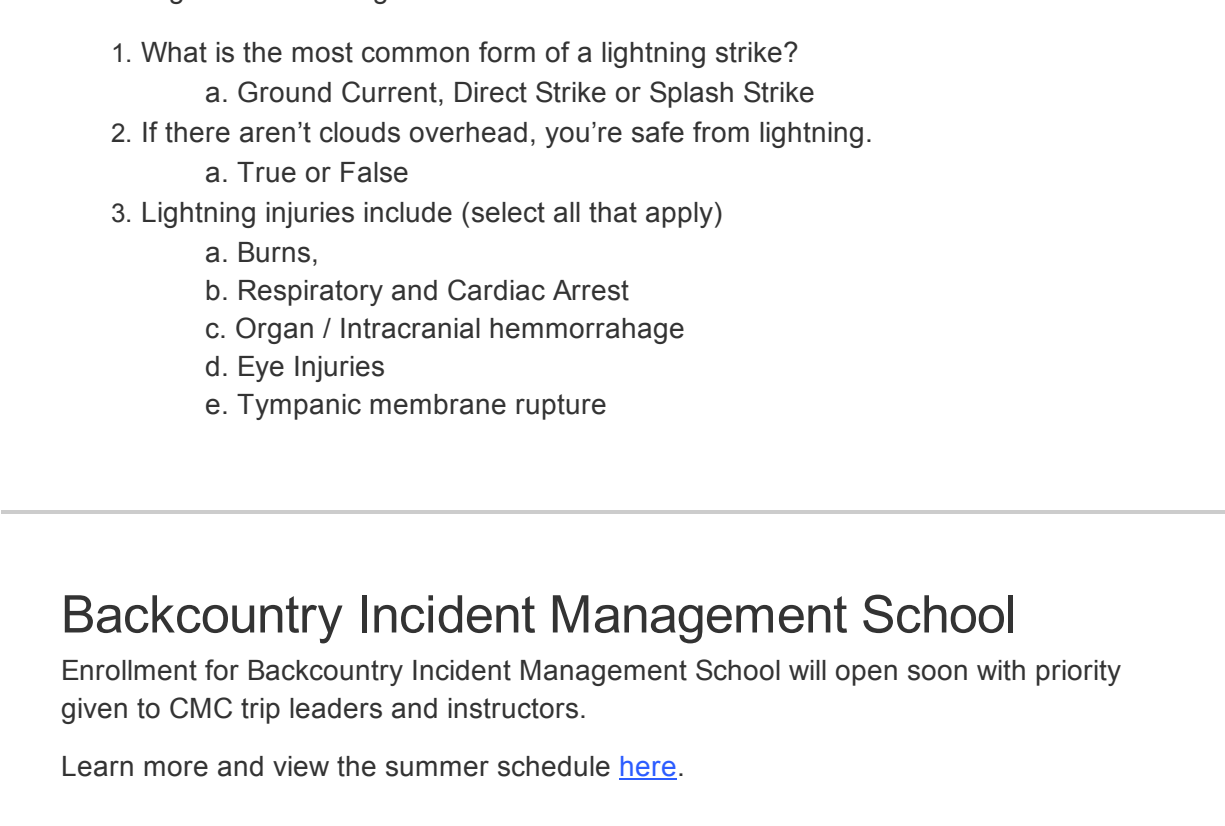 1. What is the most common form of a lightning strike?
a. Ground Current, Direct Strike or Splash Strike
2. If there aren’t clouds overhead, you’re safe from lightning.
a. True or False
3. Lightning injuries include (select all that apply)
a. Burns,
b. Respiratory and Cardiac Arrest
c. Organ / Intracranial hemmorrahage
d. Eye Injuries
e. Tympanic membrane rupture
Backcountry Incident Management School
Enrollment for Backcountry Incident Management School will open soon with priority
given to CMC trip leaders and instructors.
Learn more and view the summer schedule here.